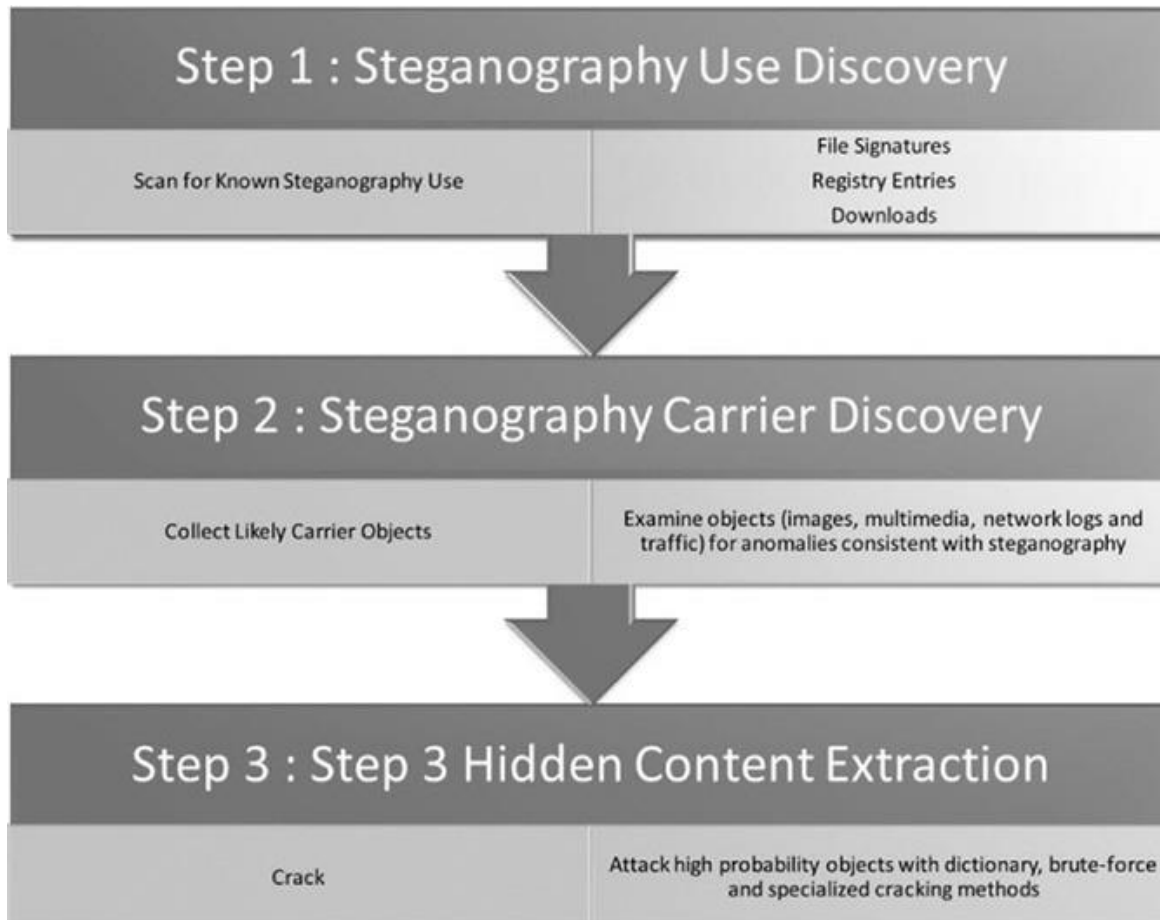 Step 1 : Steganography Use Discovery
Scan for Known Steganography Use
File Signatures
Registry Entries
Downloads
Step 2 : Steganography Carrier Discovery
Collect Likely Carrier Objects
Examine objects (images, multimedia, network logs and
traffic) for anomalies consistent with steganography
Step 3 : Step 3 Hidden Content Extraction
Crack
Attack high probability objects with dictionary, brute-force
and specialized cracking methods